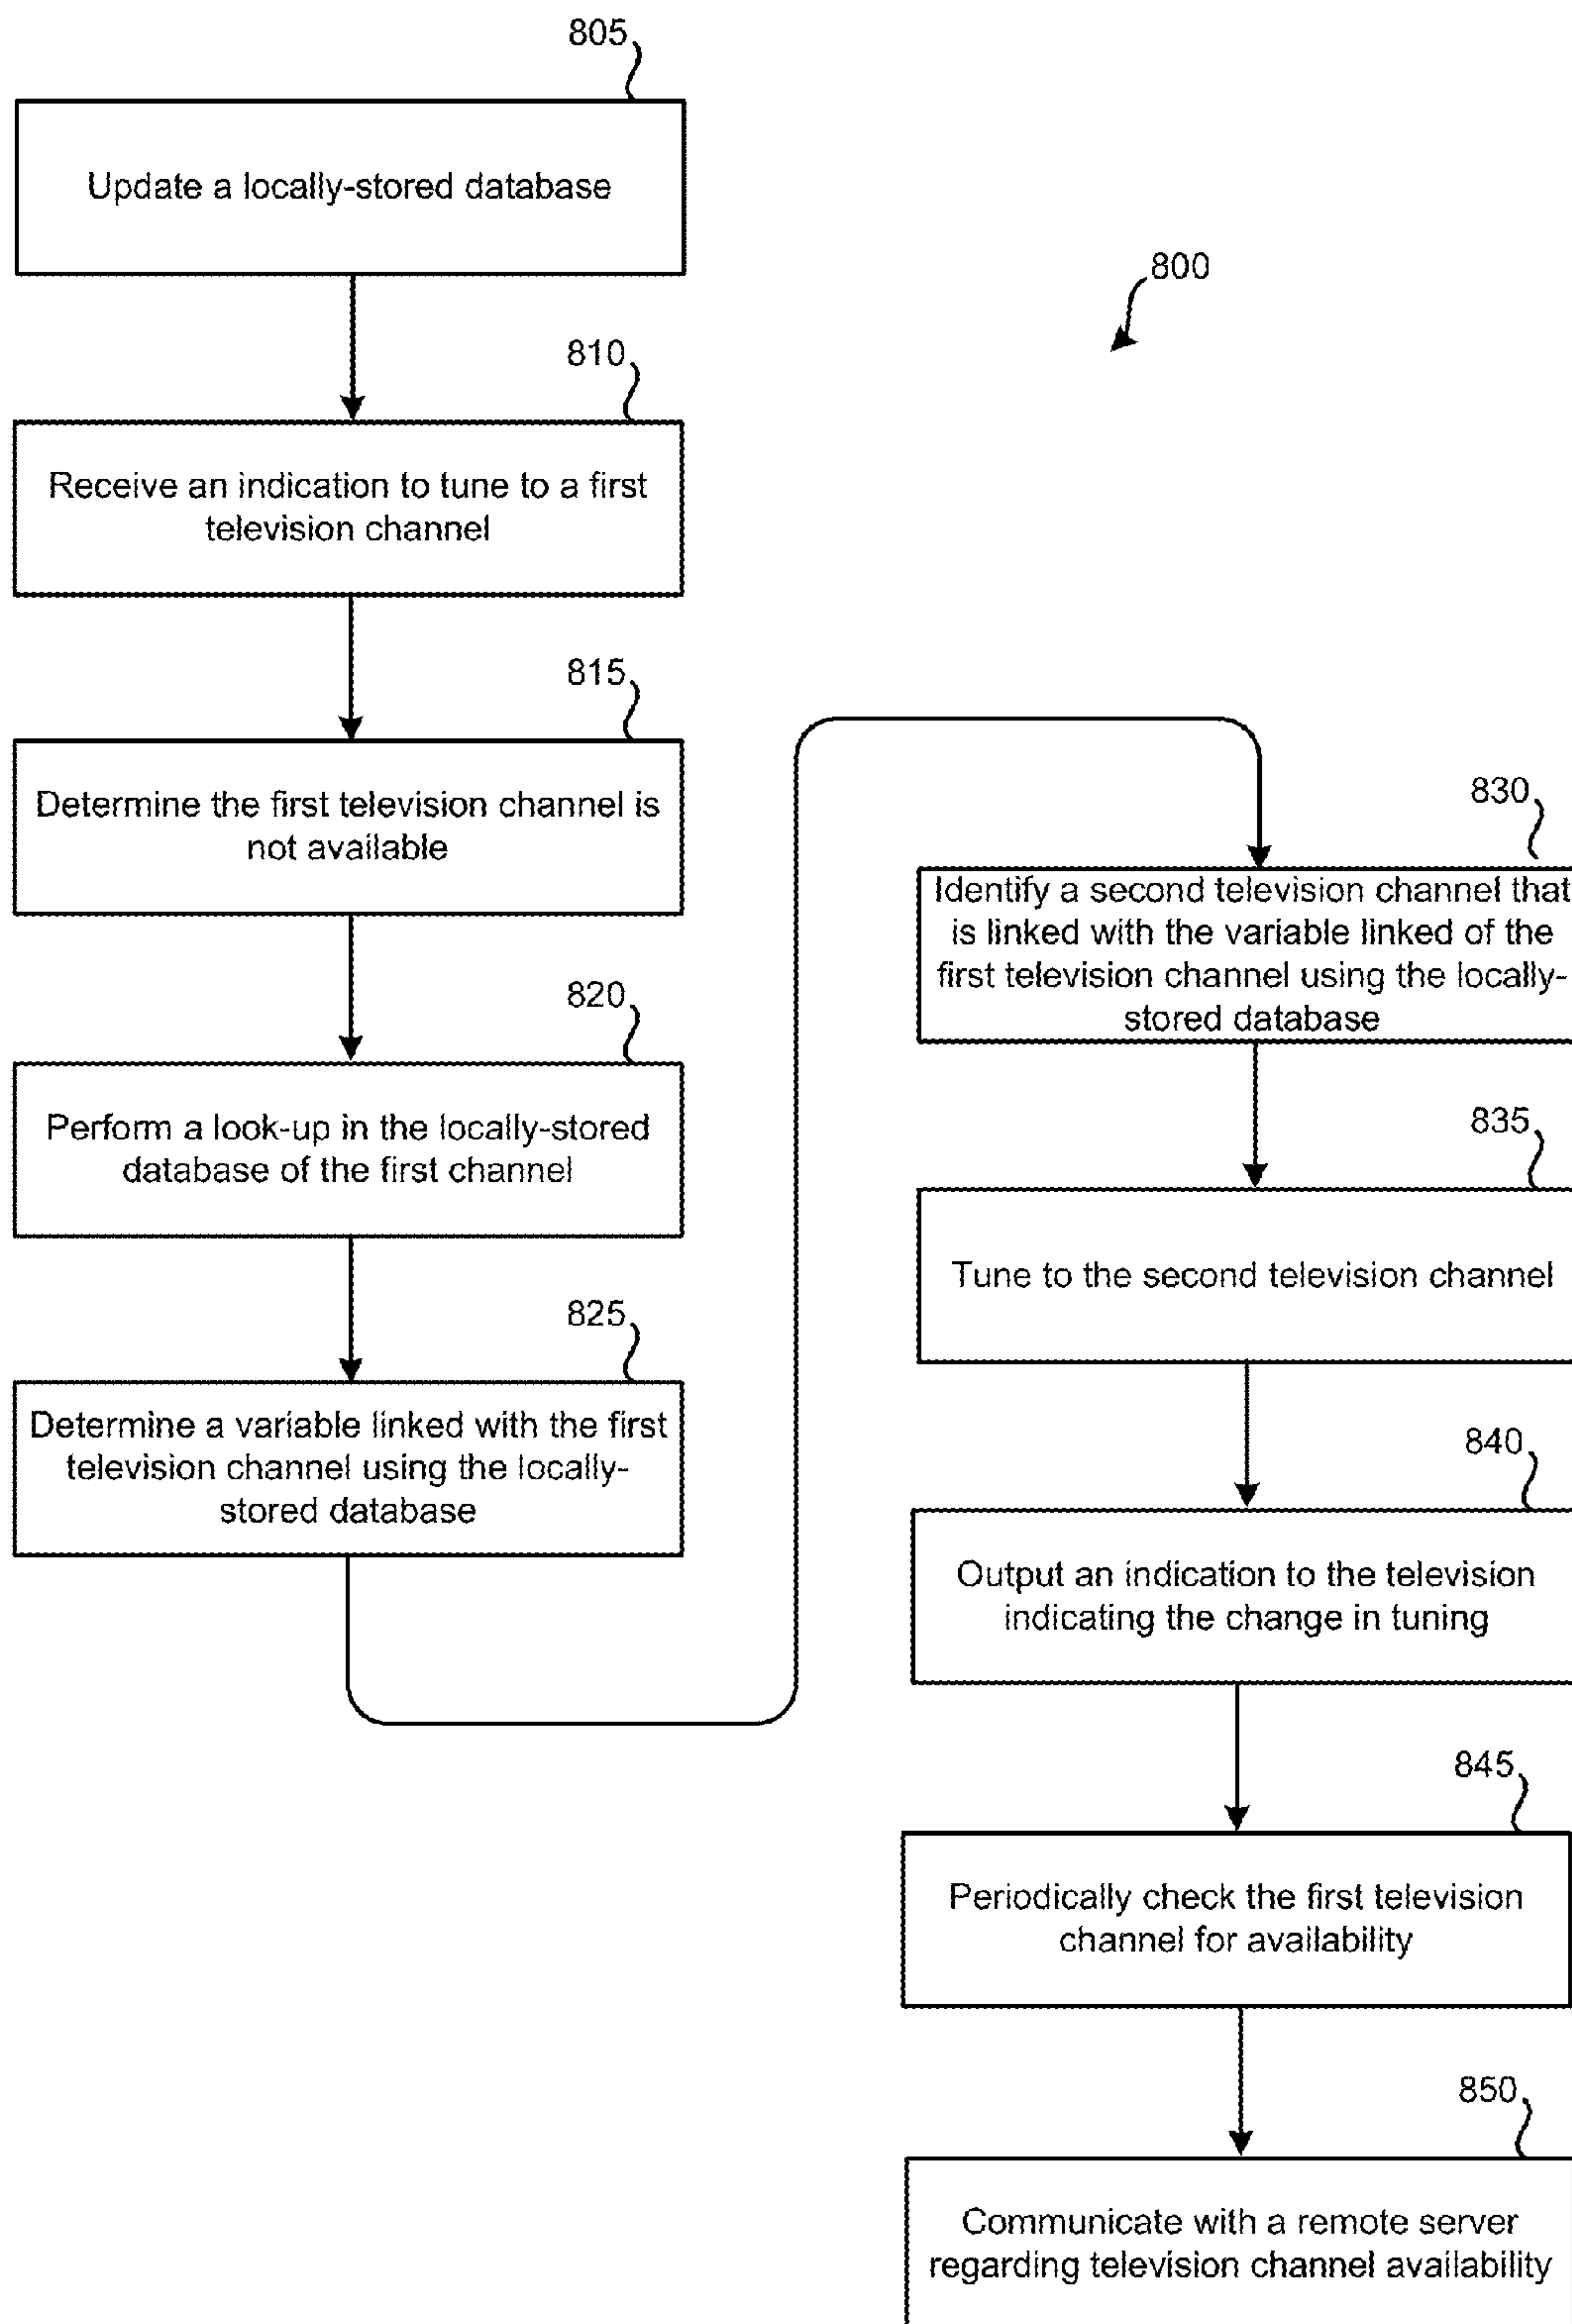 805
Update a locally-stored database
800
810
Receive an indication to tune to a first
television channel
815
Determine the first television channel is
not available
820
Perform a look-up in the locally-stored
database of the first channel
825
Determine a variable linked with the first
television channel using the locally-
stored database
830
Identify a second television channel that
is linked with the variable linked of the
first television channel using the locally-
stored database
835
Tune to the second television channel
840
Output an indication to the television
indicating the change in tuning
845
Periodically check the first television
channel for availability
850
Communicate with a remote server
regarding television channel availability